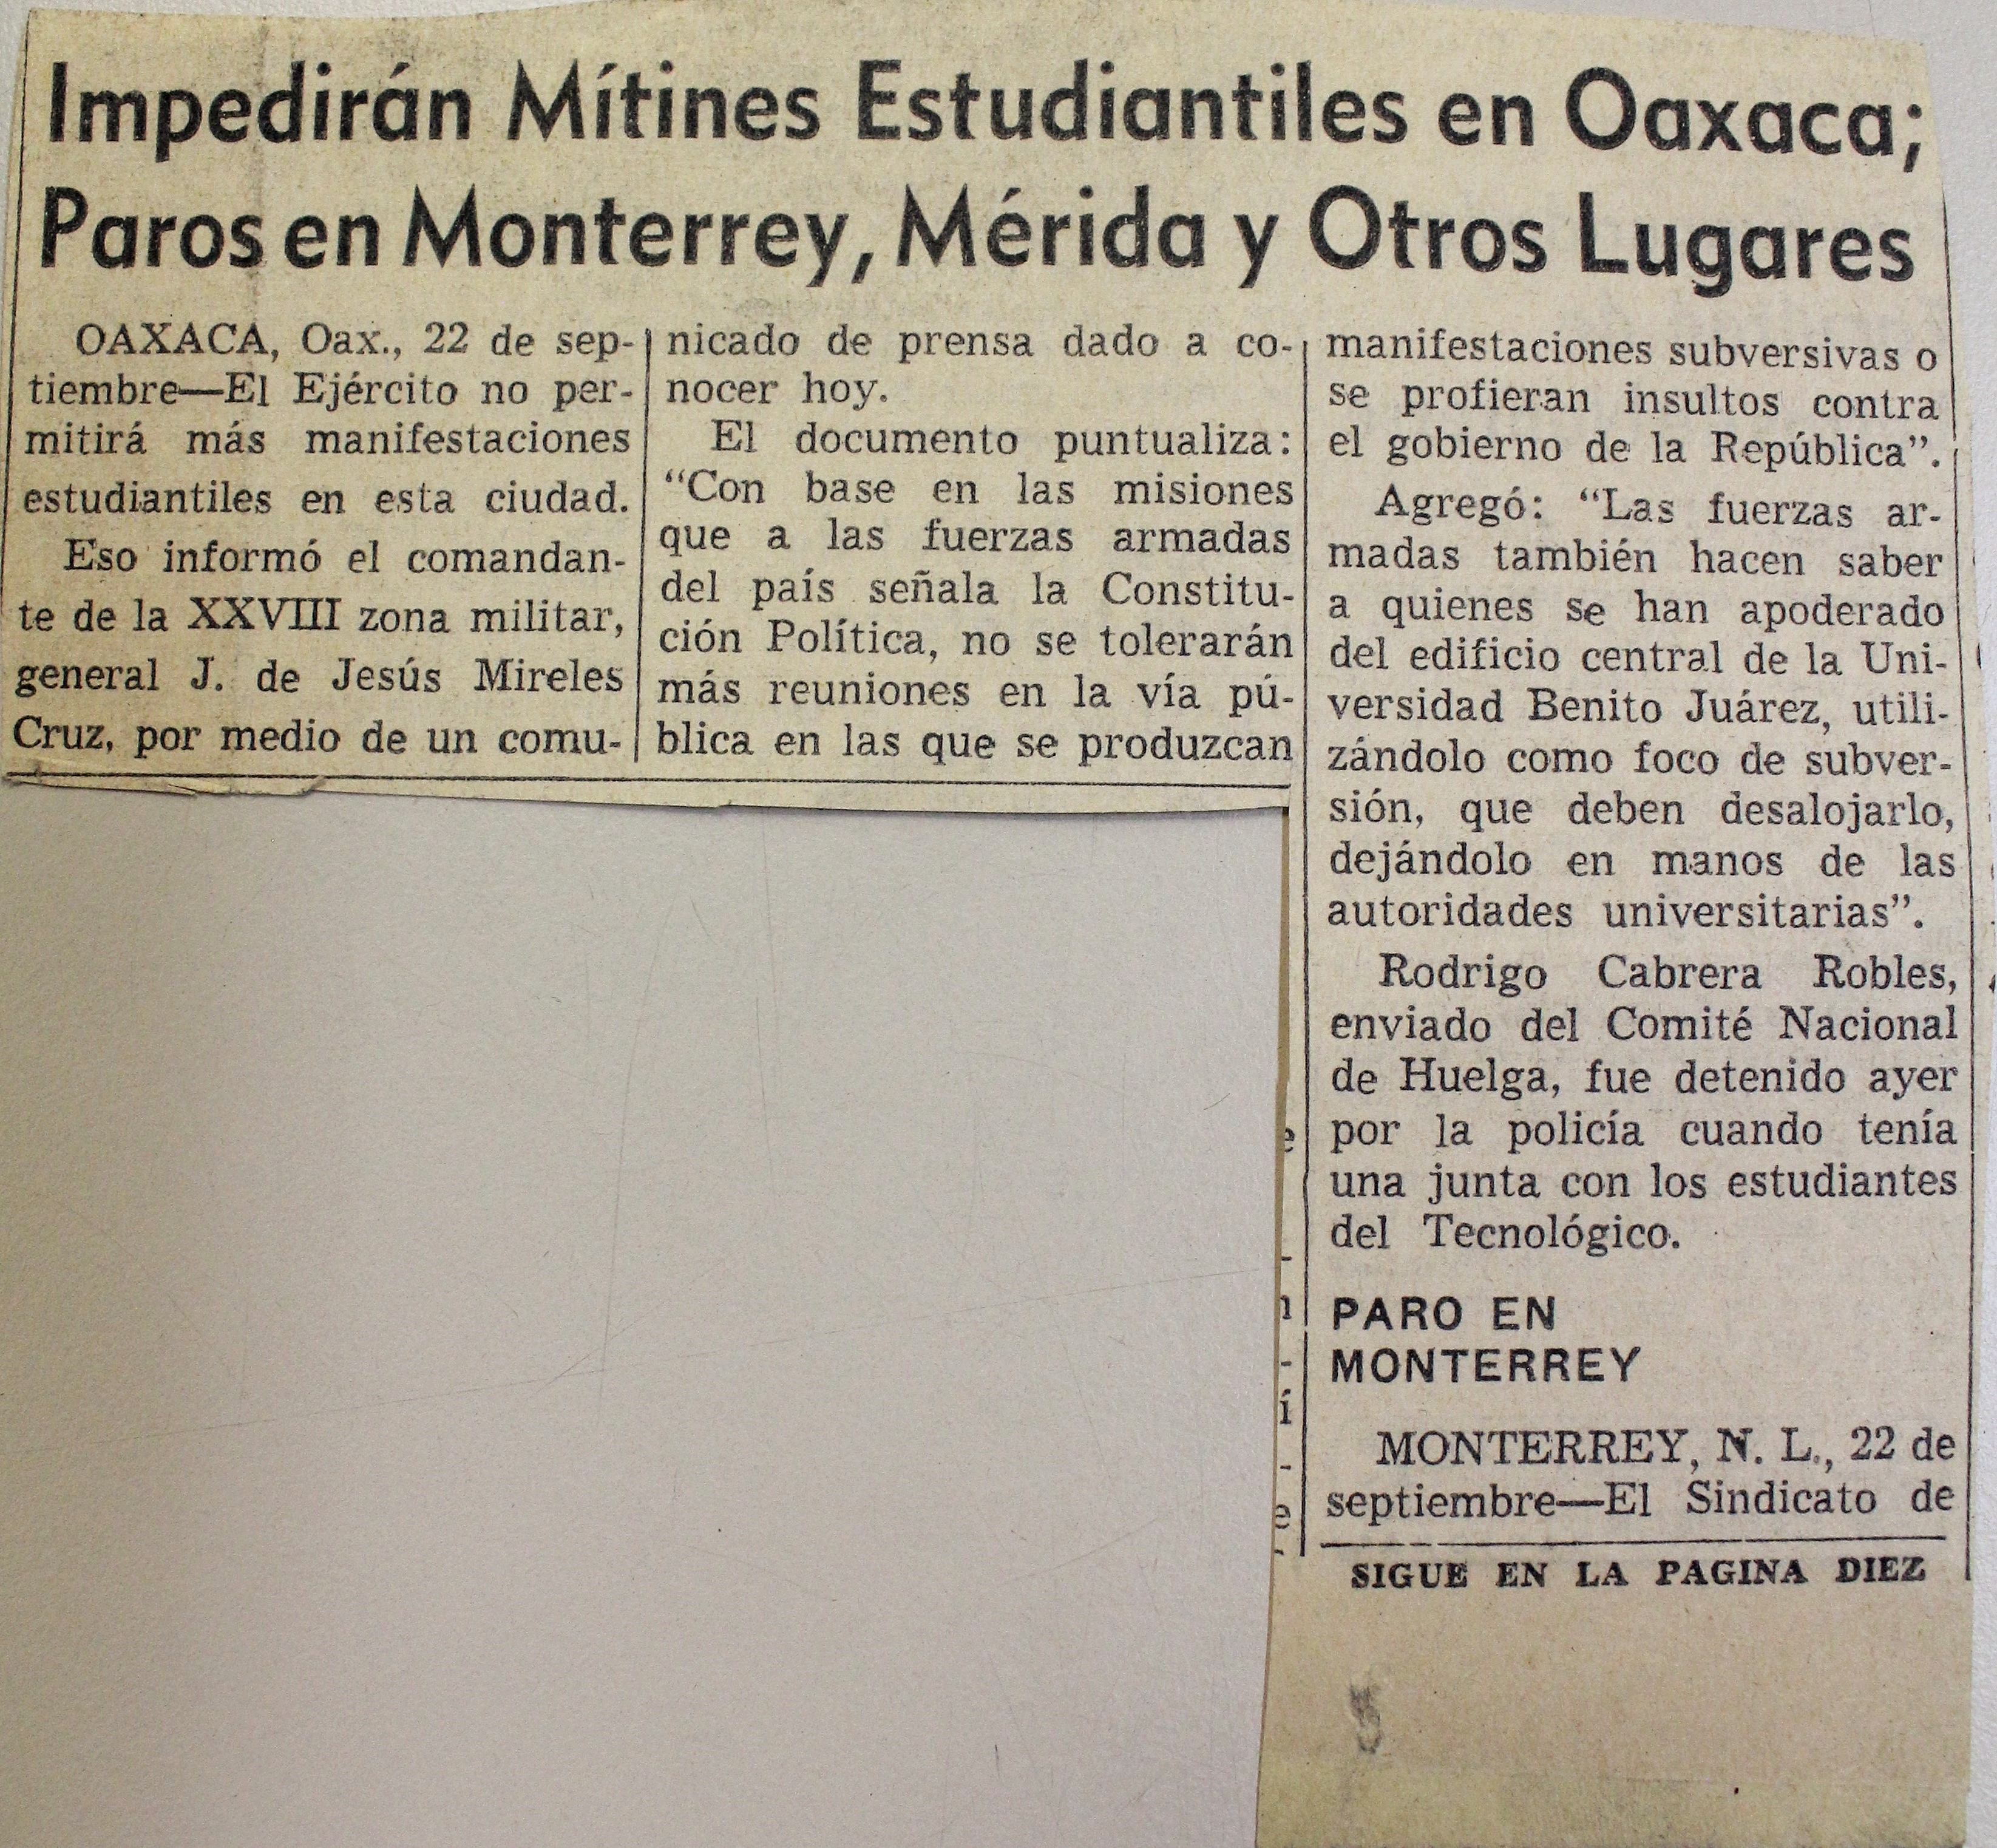 Impedirán Mítines Estudiantiles en Oaxaca;
Paros en Monterrey, Mérida y Otros Lugares
OAXACA, Oax., 22 de sep-
tiembre—El Ejército no per-
mitirá más manifestaciones
estudiantiles en esta ciudad.
Eso informó el comandan-
te de la XXVIII zona militar,
general J. de Jesús Mireles
Cruz, por medio de un comu-
nicado de prensa dado a co-
nocer hoy.
El documento puntualiza:
“Con base en las misiones
que a las fuerzas armadas
del país señala la Constitu-
ción Política, no se tolerarán
más reuniones en la vía pú-
blica en las que se produzcan
manifestaciones subversivas o
se profieran insultos contra
el gobierno de la República”.
Agregó: “Las fuerzas ar-
madas también hacen saber
a quienes se han apoderado
del edificio central de la Uni-
versidad Benito Juárez, utili-
zándolo como foco de subver-
sión, que deben desalojarlo,
dejándolo en manos de las
autoridades universitarias”.
Rodrigo Cabrera Robles,
enviado del Comité Nacional
de Huelga, fue detenido ayer
por la policía cuando tenía
una junta con los estudiantes
del Tecnológico.
PARO EN
MONTERREY
MONTERREY, N. L., 22 de
septiembre—El Sindicato de
SIGUE EN LA PAGINA DIEZ